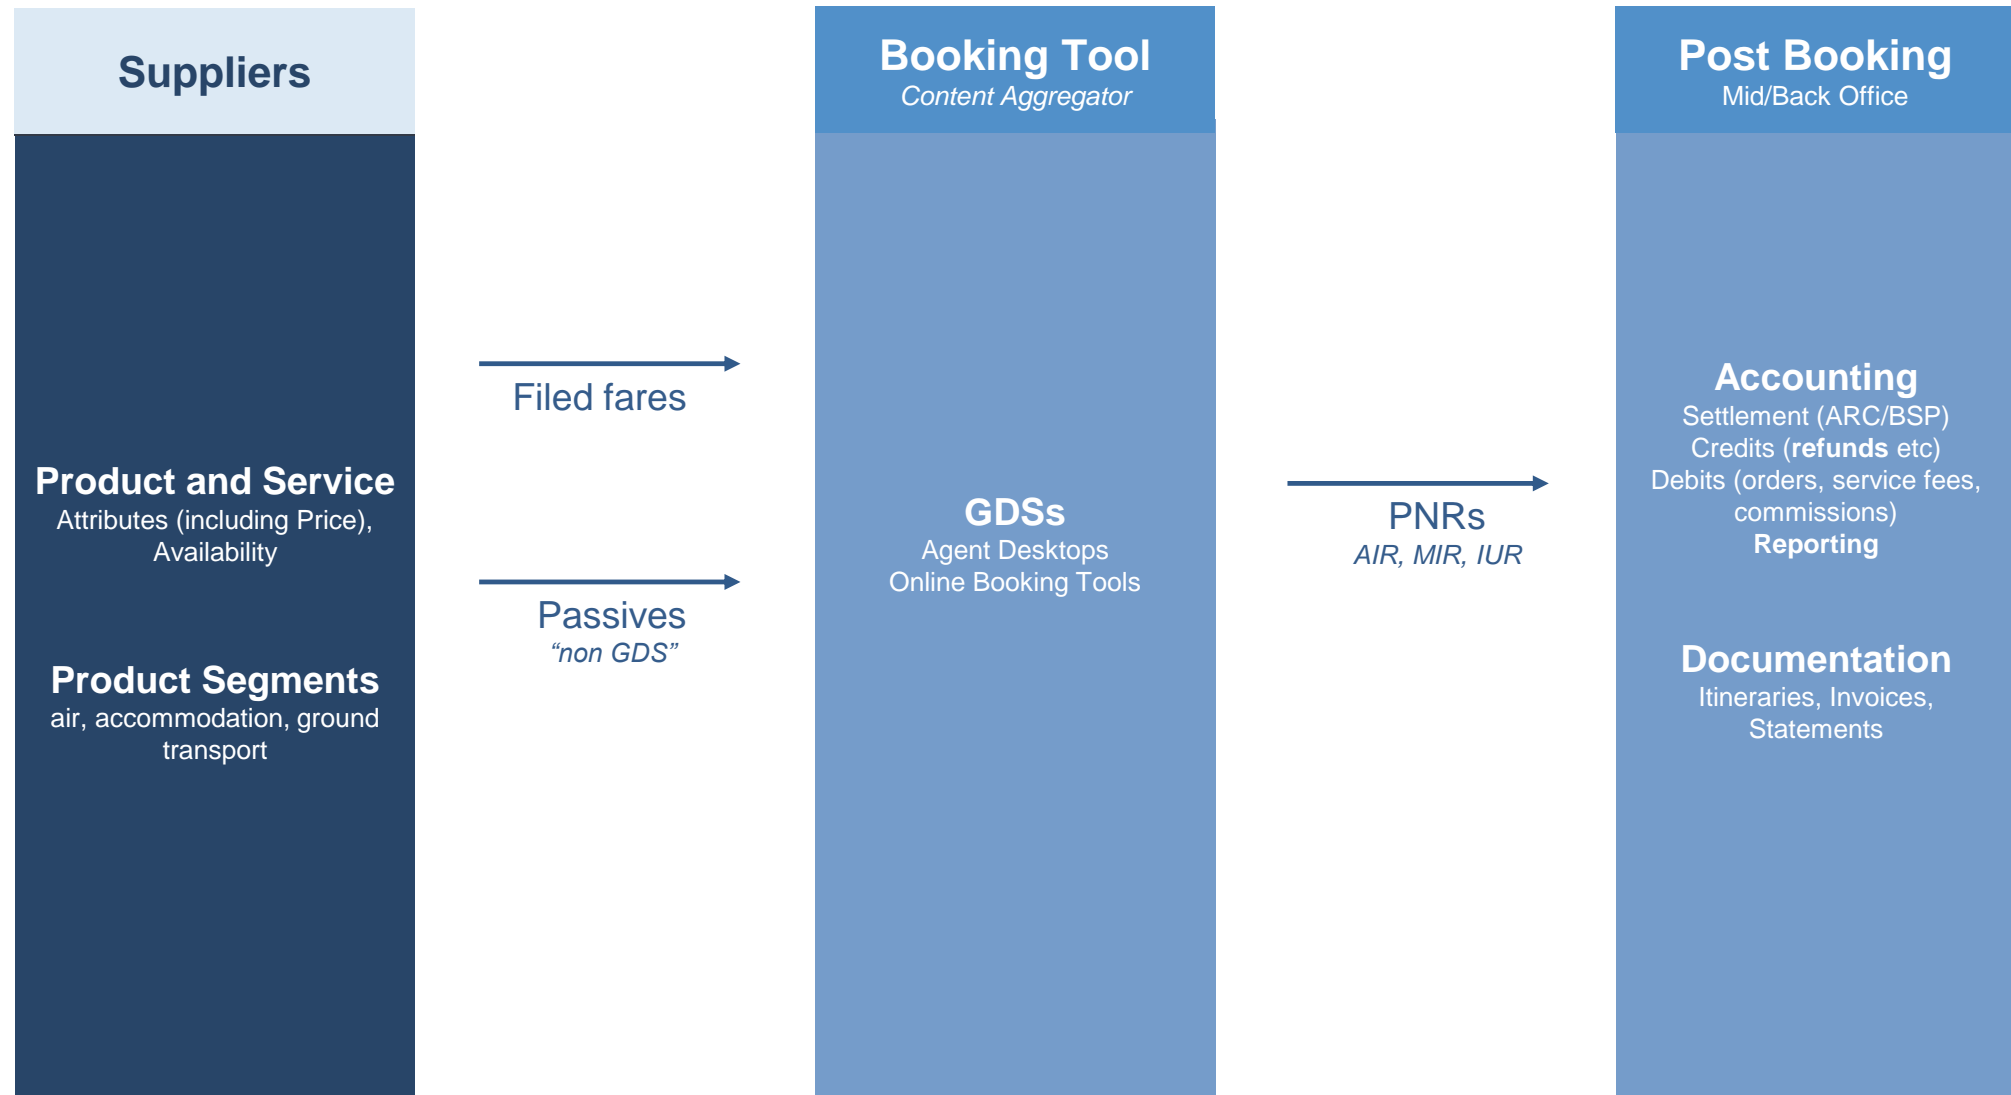 Suppliers
Product and Service
Attributes (including Price),
Availability
Product Segments
air, accommodation, ground
transport
Filed fares
Passives
“non GDS”
Booking Tool
Content Aggregator
GDSs
Agent Desktops
Online Booking Tools
PNRs
AIR, MIR, IUR
Post Booking
Mid/Back Office
Accounting
Settlement (ARC/BSP)
Credits (refunds etc)
Debits (orders, service fees,
commissions)
Reporting
Documentation
Itineraries, Invoices,
Statements